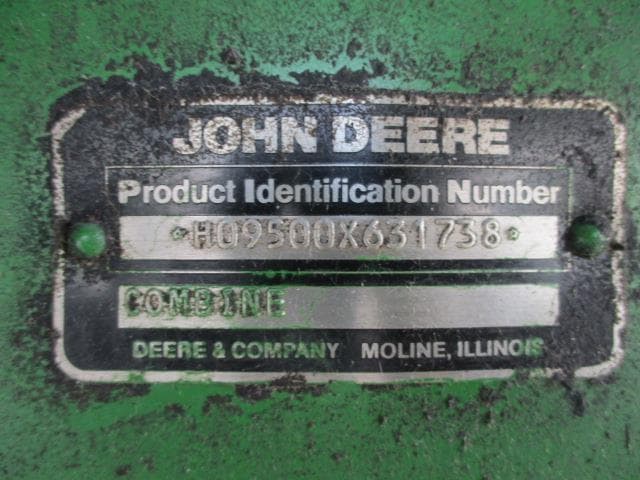 JOHN DEERE
Product Identification Number
*H09500X631738*
COMBINE
DEERE & COMPANY MOLINE, ILLINOIS